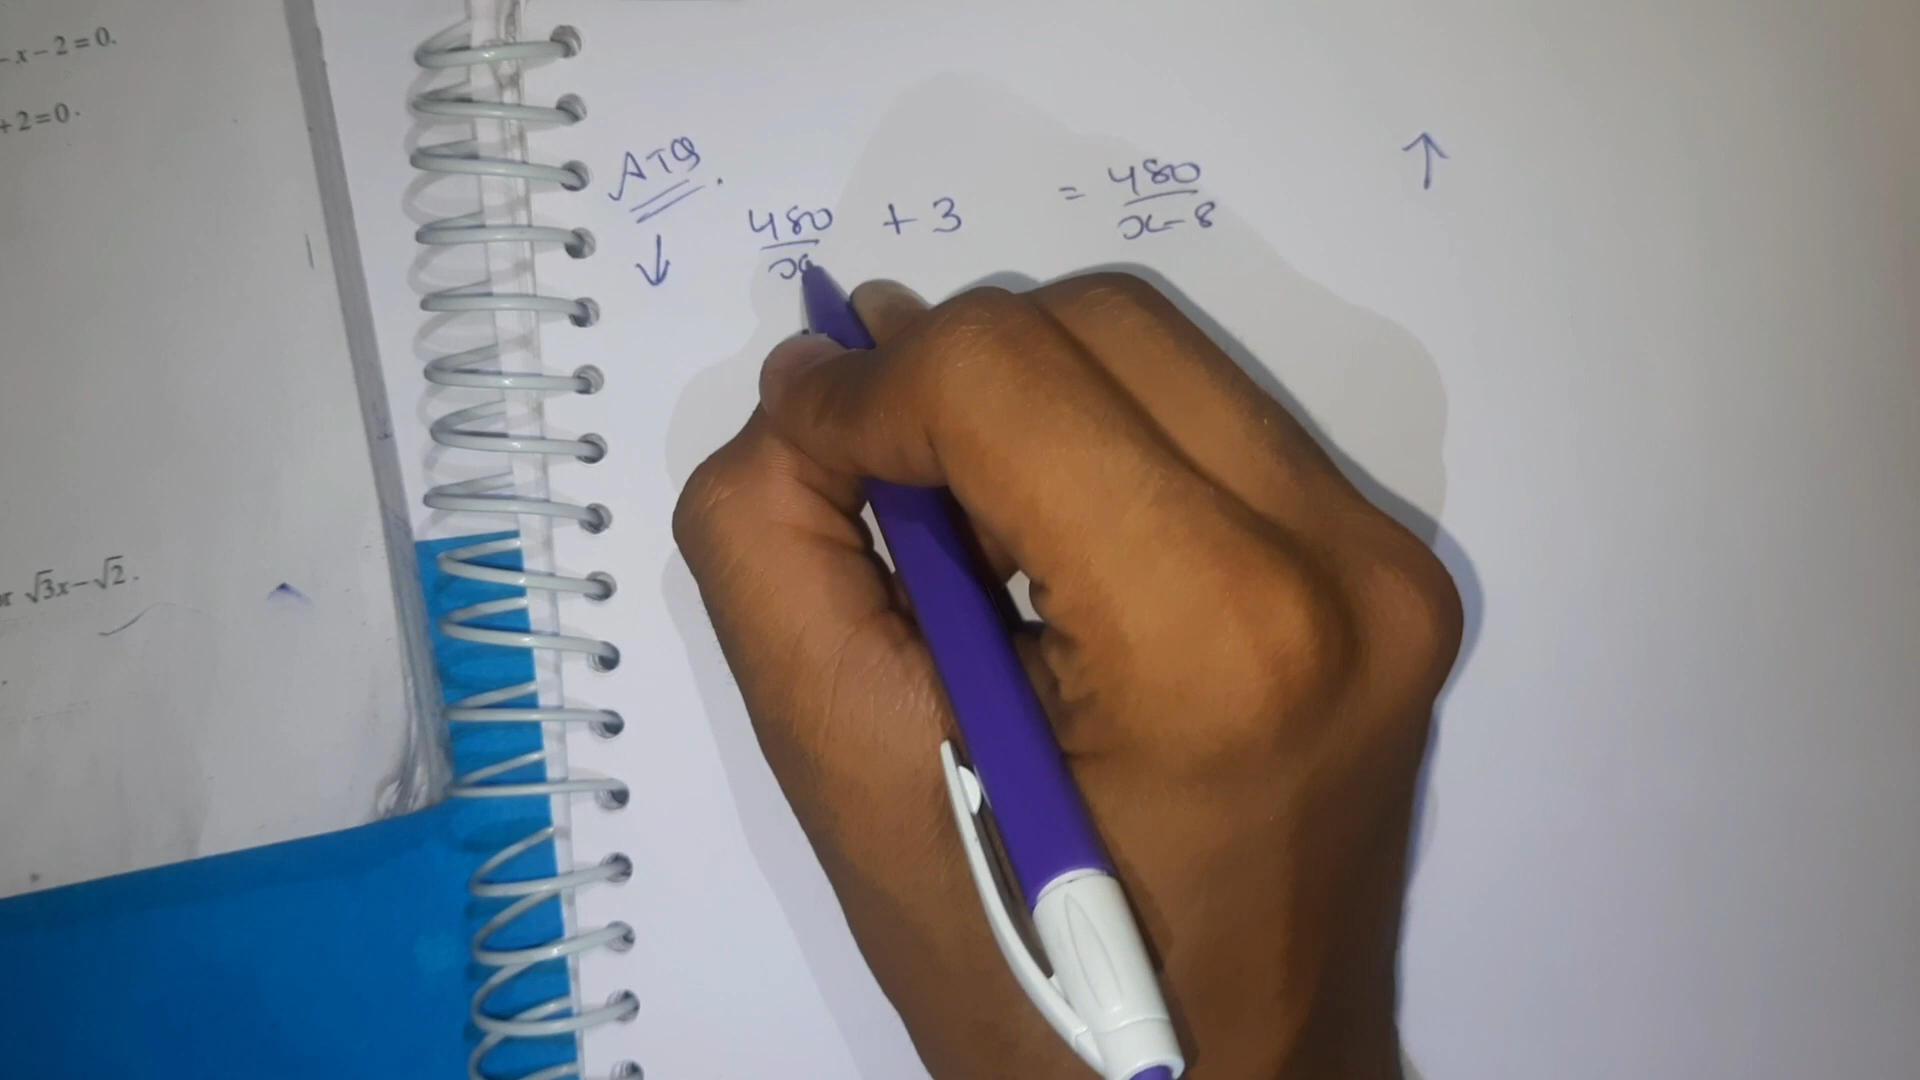 - x - 2 = 0.
+ 2 = 0.
√3x - √2.
ATQ.
480/x + 3 = 480/x-8